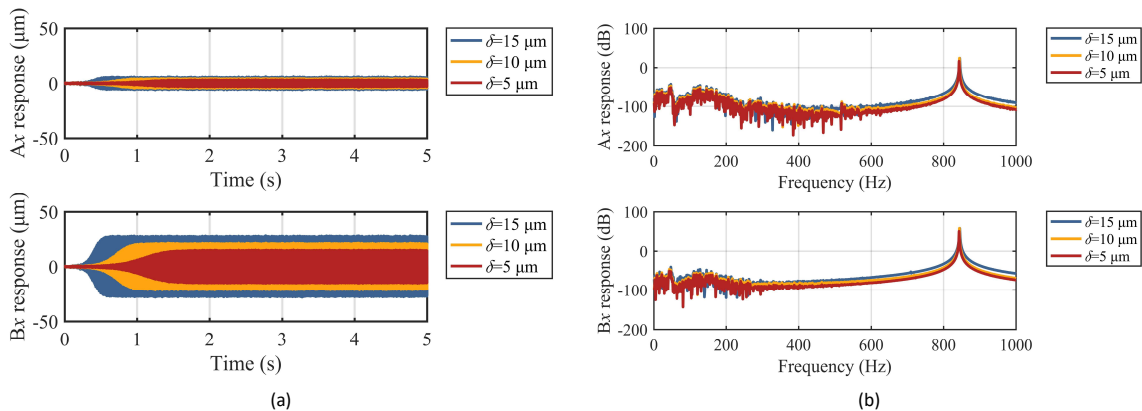 50
0
-50
Ax response (μm)
0 1 2 3 4 5
Time (s)
δ=15 μm
δ=10 μm
δ=5 μm
50
0
-50
Bx response (μm)
0 1 2 3 4 5
Time (s)
δ=15 μm
δ=10 μm
δ=5 μm
(a)
100
0
-100
-200
Ax response (dB)
0 200 400 600 800 1000
Frequency (Hz)
δ=15 μm
δ=10 μm
δ=5 μm
100
0
-100
-200
Bx response (dB)
0 200 400 600 800 1000
Frequency (Hz)
δ=15 μm
δ=10 μm
δ=5 μm
(b)